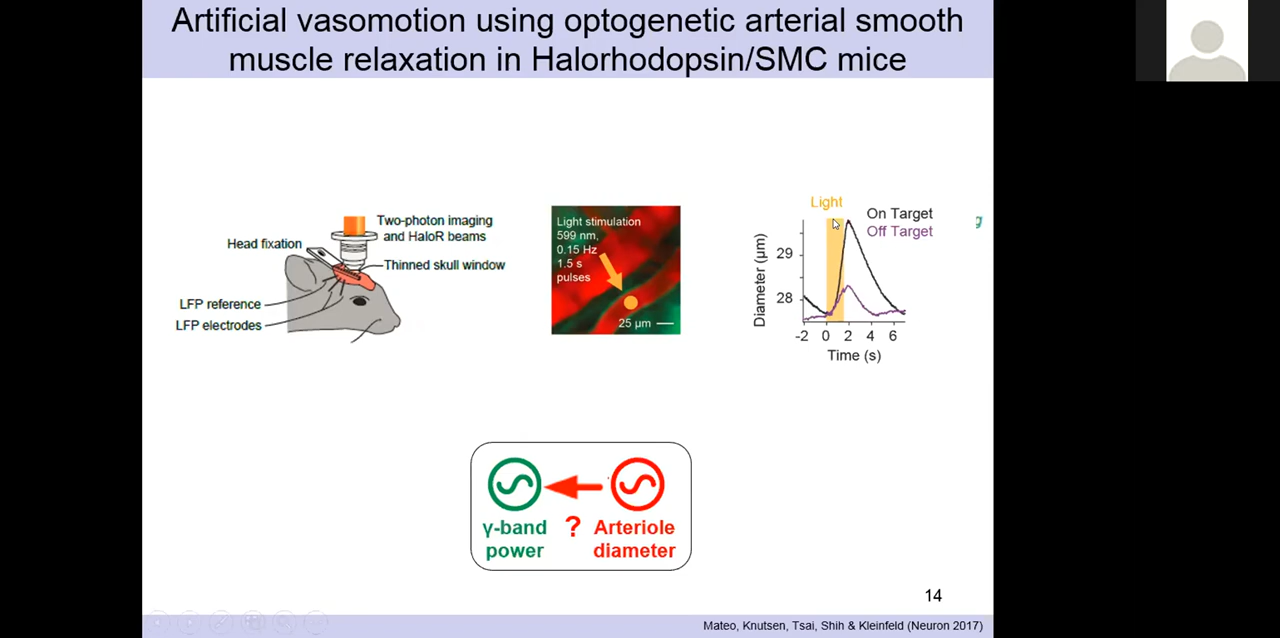 Artificial vasomotion using optogenetic arterial smooth
muscle relaxation in Halorhodopsin/SMC mice
Two-photon imaging
and HaloR beams
Head fixation
Thinned skull window
LFP reference
LFP electrodes
Light stimulation
599 nm,
0.15 Hz
1.5 s
pulses
25 µm
Light
On Target
Off Target
g
Diameter (µm)
29
28
-2 0 2 4 6
Time (s)
γ-band
power
?
Arteriole
diameter
14
Mateo, Knutsen, Tsai, Shih & Kleinfeld (Neuron 2017)